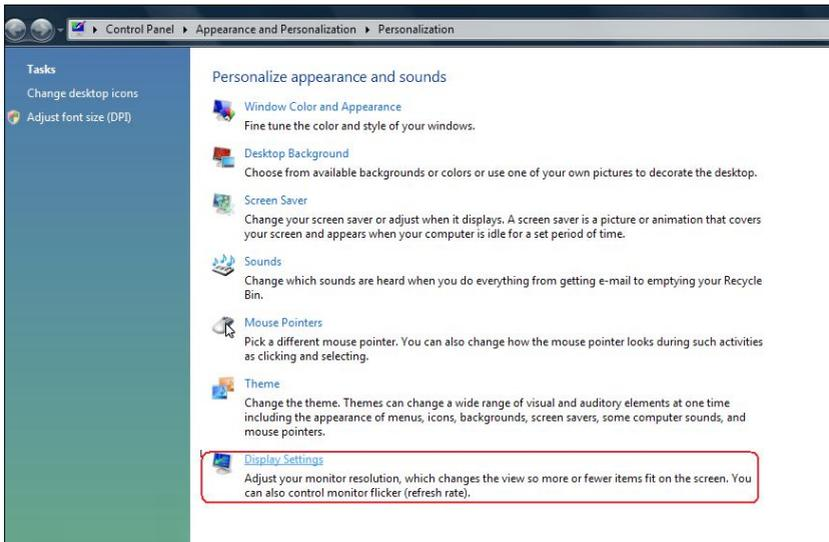 Control Panel Appearance and Personalization Personalization
Tasks
Change desktop icons
Adjust font size (DPI)
Personalize appearance and sounds
Window Color and Appearance
Fine tune the color and style of your windows.
Desktop Background
Choose from available backgrounds or colors or use one of your own pictures to decorate the desktop.
Screen Saver
Change your screen saver or adjust when it displays. A screen saver is a picture or animation that covers
your screen and appears when your computer is idle for a set period of time.
Sounds
Change which sounds are heard when you do everything from getting e-mail to emptying your Recycle
Bin.
Mouse Pointers
Pick a different mouse pointer. You can also change how the mouse pointer looks during such activities
as clicking and selecting.
Theme
Change the theme. Themes can change a wide range of visual and auditory elements at one time
including the appearance of menus, icons, backgrounds, screen savers, some computer sounds, and
mouse pointers.
Display Settings
Adjust your monitor resolution, which changes the view so more or fewer items fit on the screen. You
can also control monitor flicker (refresh rate).